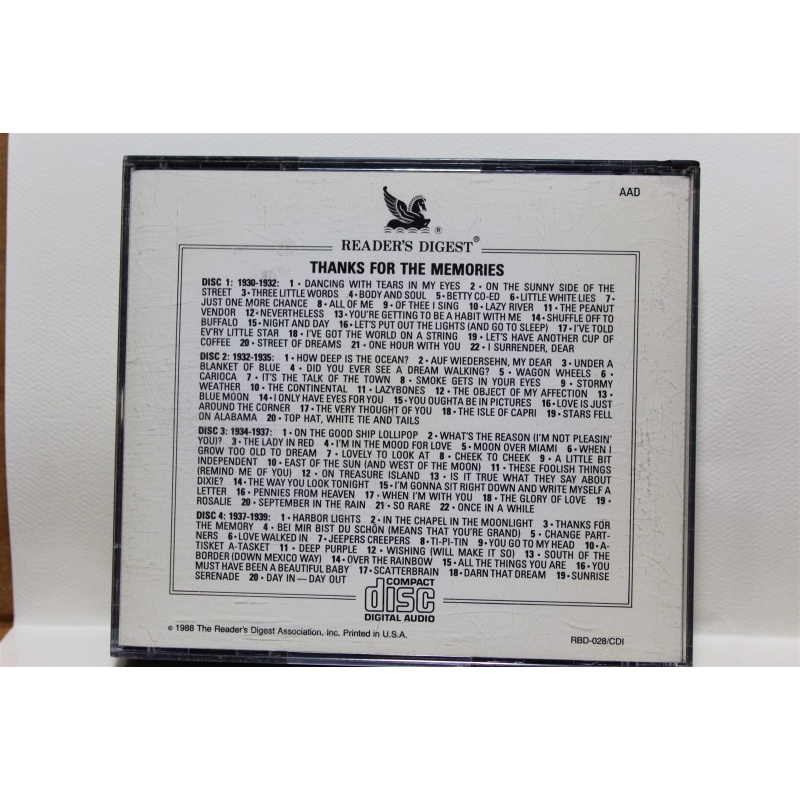 AAD
®
READER'S DIGEST®
THANKS FOR THE MEMORIES
DISC 1: 1930-1932: 1 • DANCING WITH TEARS IN MY EYES 2 • ON THE SUNNY SIDE OF THE
STREET 3 • THREE LITTLE WORDS 4 • BODY AND SOUL 5 • BETTY CO-ED 6 • LITTLE WHITE LIES 7 •
JUST ONE MORE CHANCE 8 • ALL OF ME 9 • OF THEE I SING 10 • LAZY RIVER 11 • THE PEANUT
VENDOR 12 • NEVERTHELESS 13 • YOU'RE GETTING TO BE A HABIT WITH ME 14 • SHUFFLE OFF TO
BUFFALO 15 • NIGHT AND DAY 16 • LET'S PUT OUT THE LIGHTS (AND GO TO SLEEP) 17 • I'VE TOLD
EV'RY LITTLE STAR 18 • I'VE GOT THE WORLD ON A STRING 19 • LET'S HAVE ANOTHER CUP OF
COFFEE 20 • STREET OF DREAMS 21 • ONE HOUR WITH YOU 22 • I SURRENDER, DEAR
DISC 2: 1932-1935: 1 • HOW DEEP IS THE OCEAN? 2 • AUF WIEDERSEHN, MY DEAR 3 • UNDER A
BLANKET OF BLUE 4 • DID YOU EVER SEE A DREAM WALKING? 5 • WAGON WHEELS 6 •
CARIOCA 7 • IT'S THE TALK OF THE TOWN 8 • SMOKE GETS IN YOUR EYES 9 • STORMY
WEATHER 10 • THE CONTINENTAL 11 • LAZYBONES 12 • THE OBJECT OF MY AFFECTION 13 •
BLUE MOON 14 • I ONLY HAVE EYES FOR YOU 15 • YOU OUGHTA BE IN PICTURES 16 • LOVE IS JUST
AROUND THE CORNER 17 • THE VERY THOUGHT OF YOU 18 • THE ISLE OF CAPRI 19 • STARS FELL
ON ALABAMA 20 • TOP HAT, WHITE TIE AND TAILS
DISC 3: 1934-1937: 1 • ON THE GOOD SHIP LOLLIPOP 2 • WHAT'S THE REASON (I'M NOT PLEASIN'
YOU)? 3 • THE LADY IN RED 4 • I'M IN THE MOOD FOR LOVE 5 • MOON OVER MIAMI 6 • WHEN I
GROW TOO OLD TO DREAM 7 • LOVELY TO LOOK AT 8 • CHEEK TO CHEEK 9 • A LITTLE BIT
INDEPENDENT 10 • EAST OF THE SUN (AND WEST OF THE MOON) 11 • THESE FOOLISH THINGS
(REMIND ME OF YOU) 12 • ON TREASURE ISLAND 13 • IS IT TRUE WHAT THEY SAY ABOUT
DIXIE? 14 • THE WAY YOU LOOK TONIGHT 15 • I'M GONNA SIT RIGHT DOWN AND WRITE MYSELF A
LETTER 16 • PENNIES FROM HEAVEN 17 • WHEN I'M WITH YOU 18 • THE GLORY OF LOVE 19 •
ROSALIE 20 • SEPTEMBER IN THE RAIN 21 • SO RARE 22 • ONCE IN A WHILE
DISC 4: 1937-1939: 1 • HARBOR LIGHTS 2 • IN THE CHAPEL IN THE MOONLIGHT 3 • THANKS FOR
THE MEMORY 4 • BEI MIR BIST DU SCHÖN (MEANS THAT YOU'RE GRAND) 5 • CHANGE PART-
NERS 6 • LOVE WALKED IN 7 • JEEPERS CREEPERS 8 • TI-PI-TIN 9 • YOU GO TO MY HEAD 10 • A-
TISKET A-TASKET 11 • DEEP PURPLE 12 • WISHING (WILL MAKE IT SO) 13 • SOUTH OF THE
BORDER (DOWN MEXICO WAY) 14 • OVER THE RAINBOW 15 • ALL THE THINGS YOU ARE 16 • YOU
MUST HAVE BEEN A BEAUTIFUL BABY 17 • SCATTERBRAIN 18 • DARN THAT DREAM 19 • SUNRISE
SERENADE 20 • DAY IN — DAY OUT
COMPACT
disc
DIGITAL AUDIO
© 1988 The Reader's Digest Association, Inc. Printed in U.S.A.
RBD-028/CDI